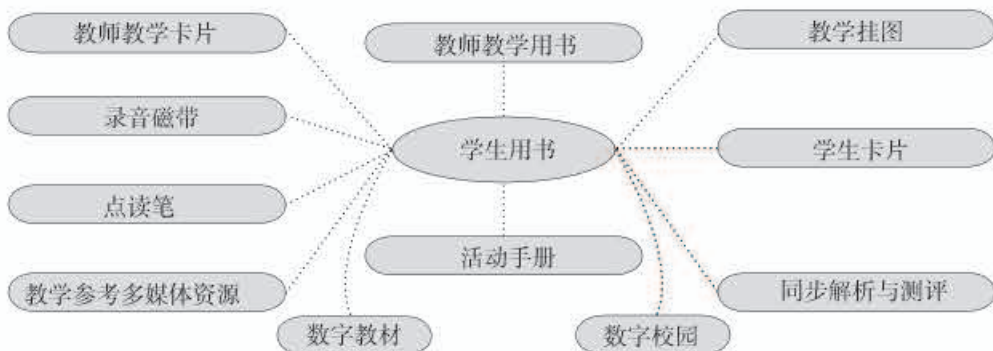 教师教学卡片
教师教学用书
教学挂图
录音磁带
学生用书
学生卡片
点读笔
活动手册
教学参考多媒体资源
同步解析与测评
数字教材
数字校园